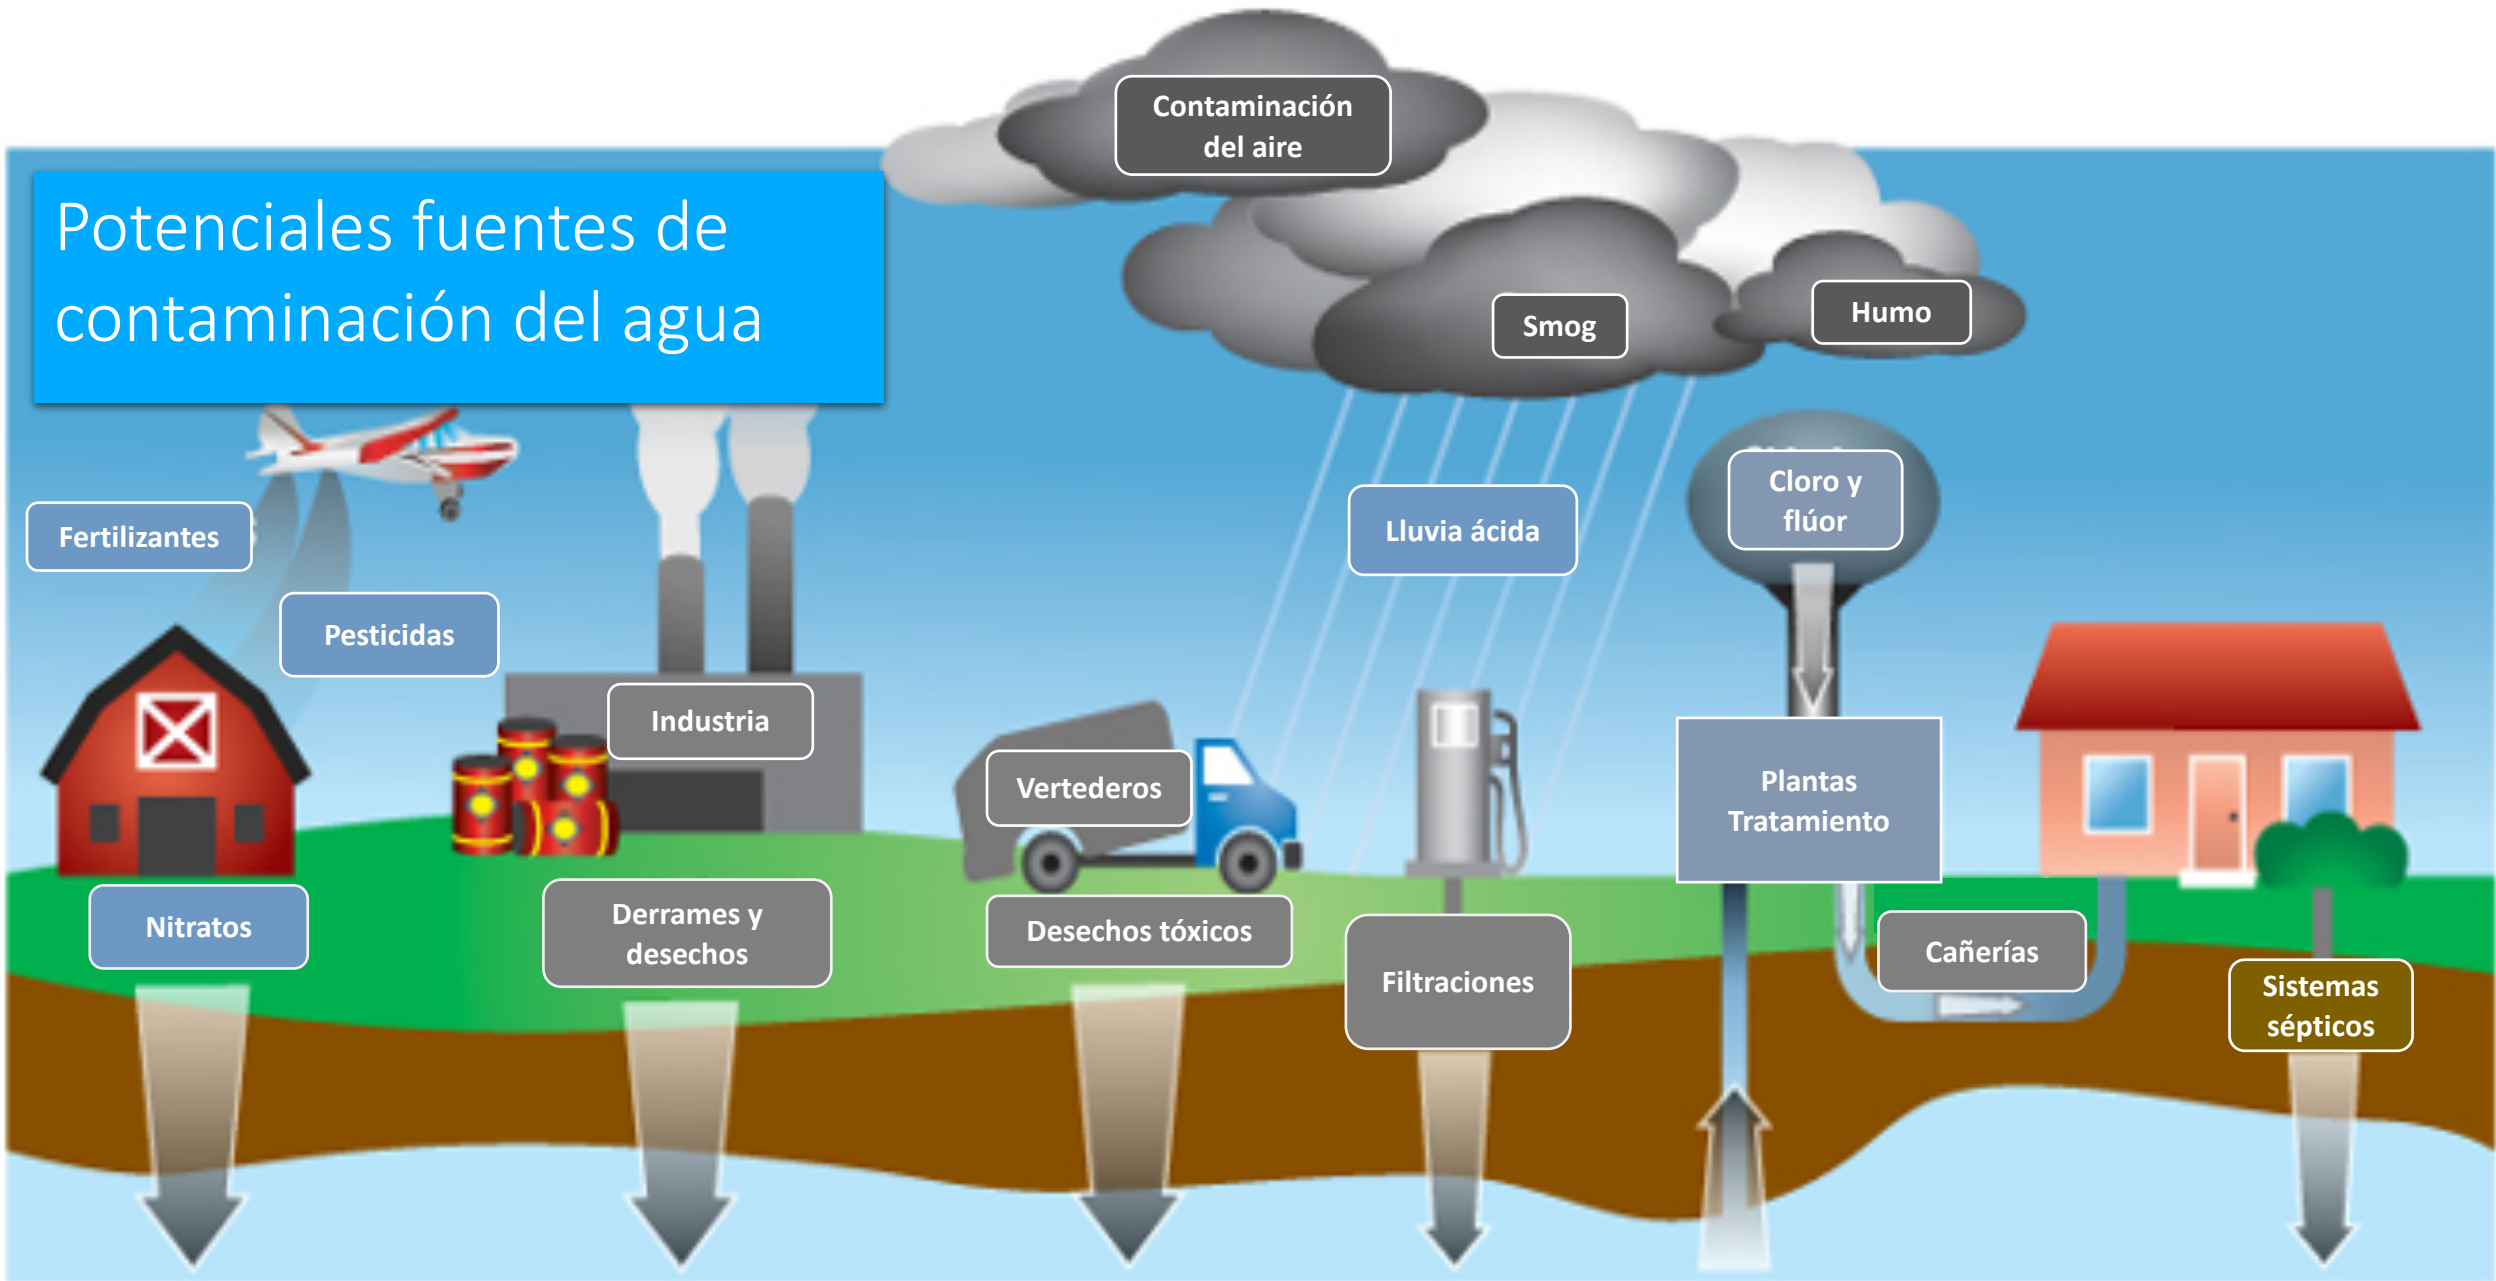 Contaminación
del aire
Potenciales fuentes de
contaminación del agua
Smog
Humo
Fertilizantes
Pesticidas
Lluvia ácida
Cloro y
flúor
Industria
Vertederos
Plantas
Tratamiento
Nitratos
Derrames y
desechos
Desechos tóxicos
Filtraciones
Cañerías
Sistemas
sépticos